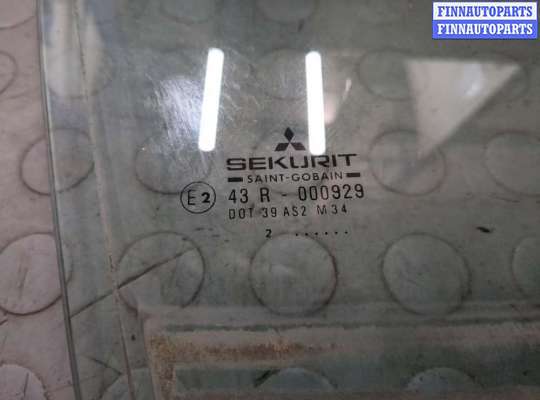 FINNAUTOPARTS
FINNAUTOPARTS
SEKURIT
SAINT-GOBAIN
E2 43 R - 000929
DOT 39 AS2 M34
2 ......